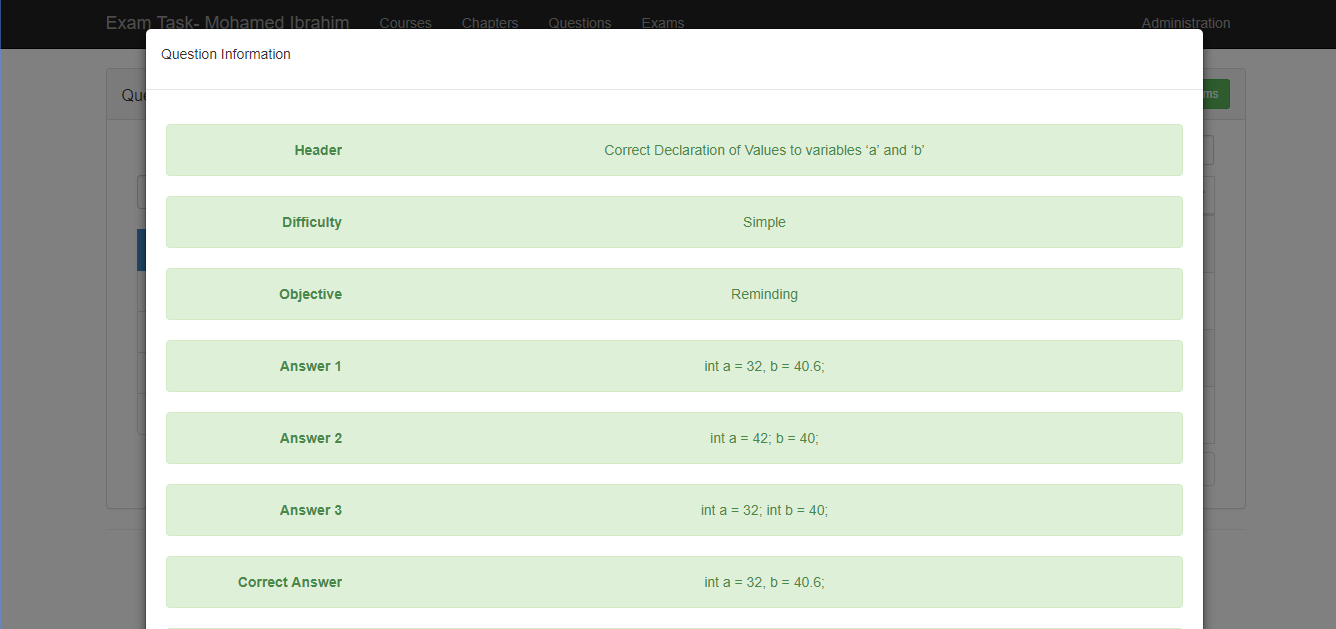 Exam Task- Mohamed Ibrahim Courses Chapters Questions Exams Administration
Question Information
Header Correct Declaration of Values to variables ‘a’ and ‘b’
Difficulty Simple
Objective Reminding
Answer 1 int a = 32, b = 40.6;
Answer 2 int a = 42; b = 40;
Answer 3 int a = 32; int b = 40;
Correct Answer int a = 32, b = 40.6;